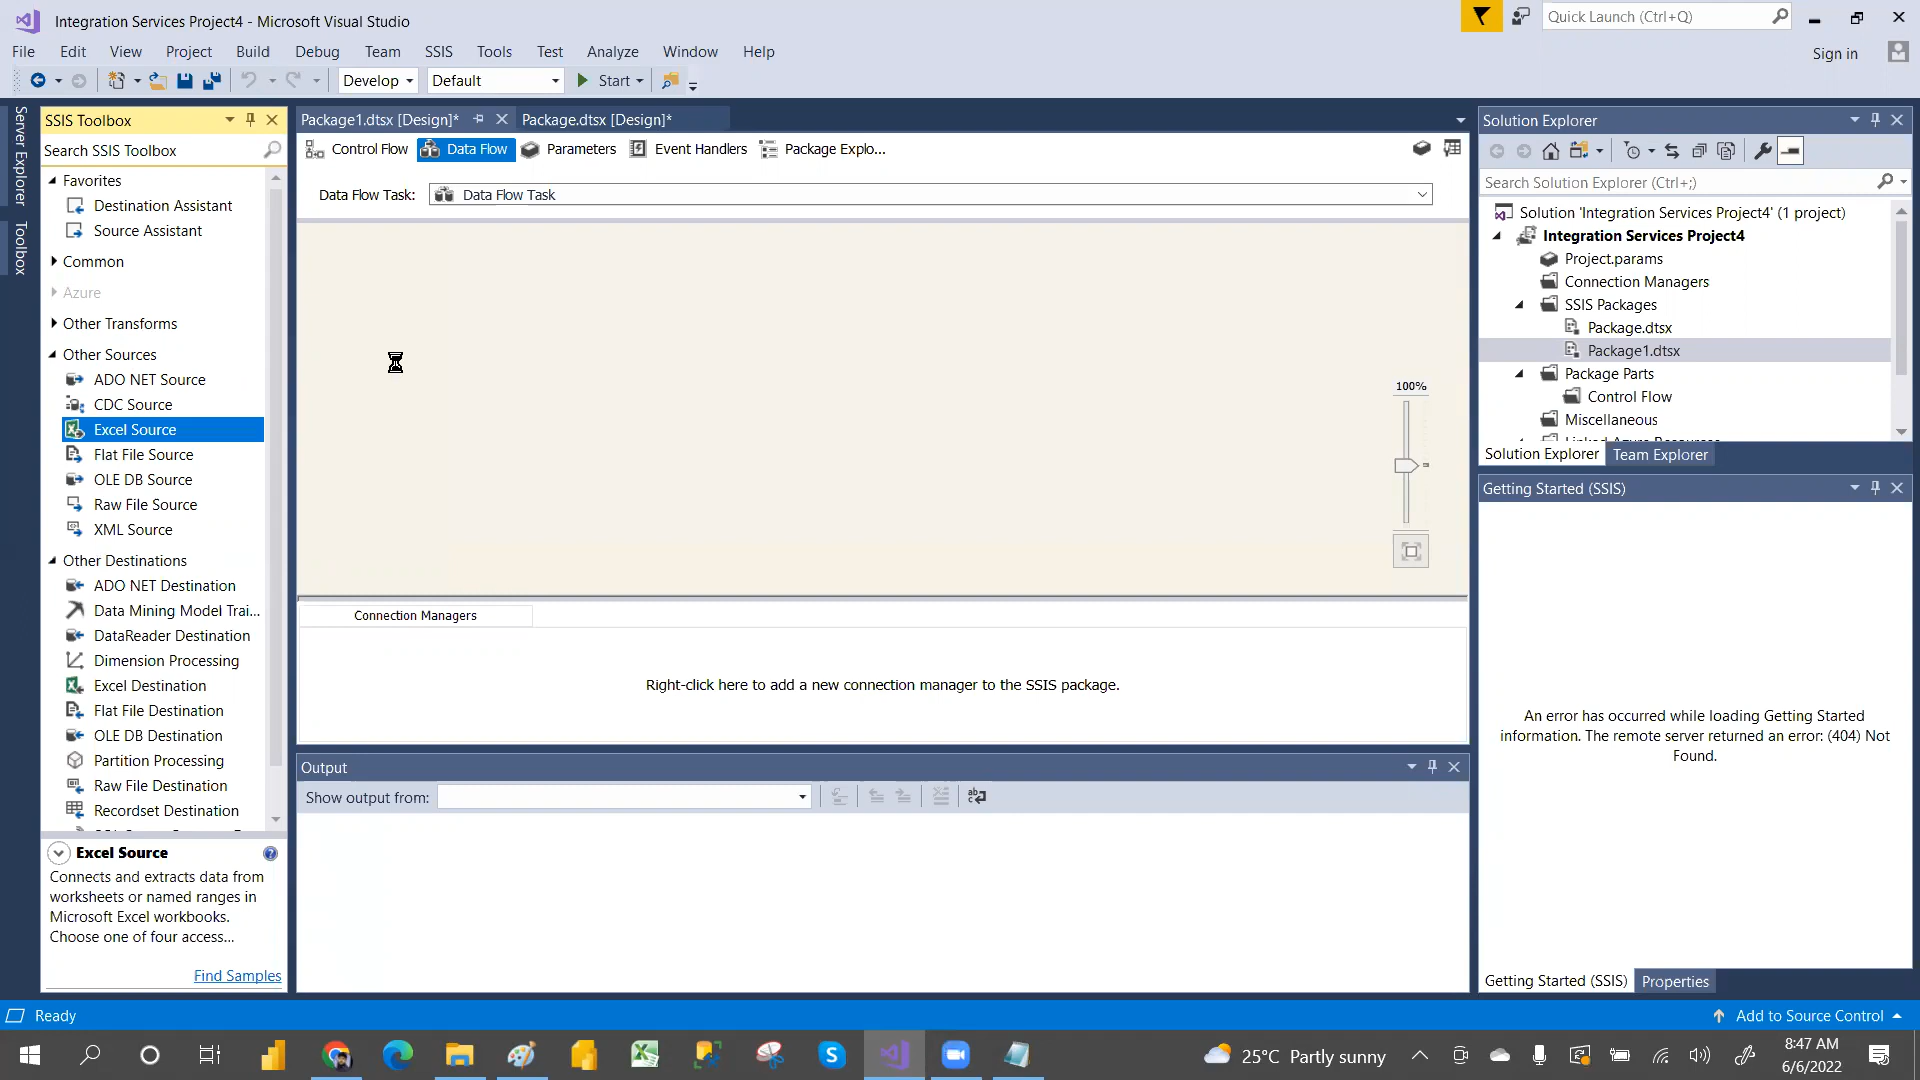 Integration Services Project4 - Microsoft Visual Studio
Quick Launch (Ctrl+Q)
File Edit View Project Build Debug Team SSIS Tools Test Analyze Window Help
Sign in
Develop Default Start
Server Explorer
Toolbox
SSIS Toolbox
Search SSIS Toolbox
Favorites
Destination Assistant
Source Assistant
Common
Azure
Other Transforms
Other Sources
ADO NET Source
CDC Source
Excel Source
Flat File Source
OLE DB Source
Raw File Source
XML Source
Other Destinations
ADO NET Destination
Data Mining Model Trai...
DataReader Destination
Dimension Processing
Excel Destination
Flat File Destination
OLE DB Destination
Partition Processing
Raw File Destination
Recordset Destination
Excel Source
Connects and extracts data from
worksheets or named ranges in
Microsoft Excel workbooks.
Choose one of four access...
Find Samples
Package1.dtsx [Design]* Package.dtsx [Design]*
Control Flow Data Flow Parameters Event Handlers Package Explo...
Data Flow Task: Data Flow Task
100%
Connection Managers
Right-click here to add a new connection manager to the SSIS package.
Output
Show output from:
Solution Explorer
Search Solution Explorer (Ctrl+;)
Solution 'Integration Services Project4' (1 project)
Integration Services Project4
Project.params
Connection Managers
SSIS Packages
Package.dtsx
Package1.dtsx
Package Parts
Control Flow
Miscellaneous
Linked Azure Resources
Solution Explorer Team Explorer
Getting Started (SSIS)
An error has occurred while loading Getting Started
information. The remote server returned an error: (404) Not
Found.
Getting Started (SSIS) Properties
Ready
Add to Source Control
25°C Partly sunny
8:47 AM
6/6/2022